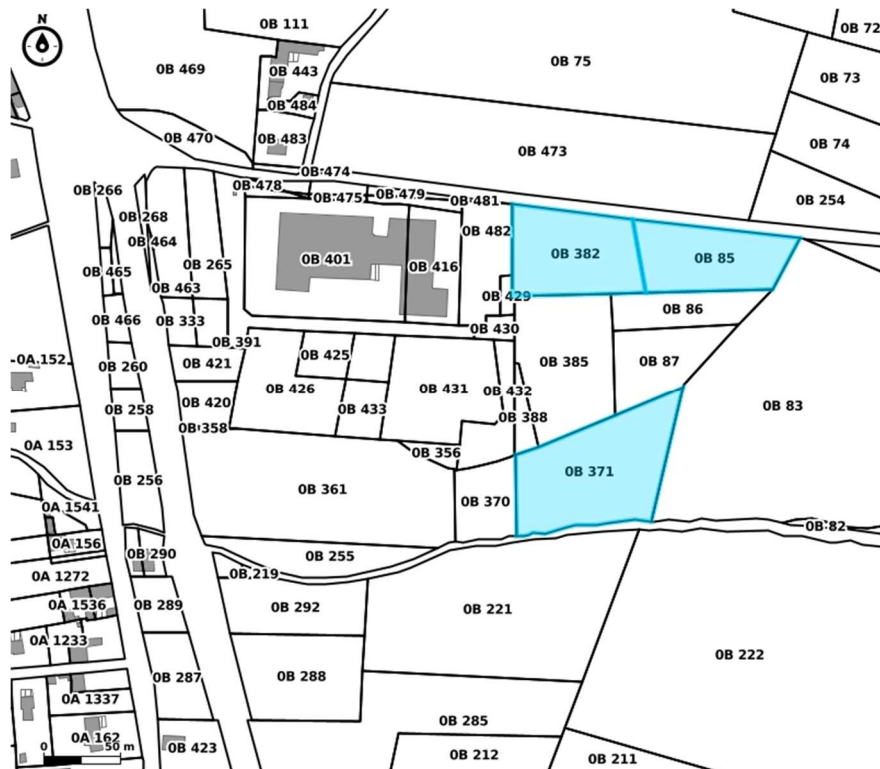 N
0B 111
0B 72
0B 469
0B 443
0B 75
0B 73
0B 484
0B 470
0B 483
0B 473
0B 74
0B 474
0B 266
0B 478
0B 475
0B 479
0B 481
0B 254
0B 268
0B 482
0B 464
0B 265
0B 401
0B 416
0B 382
0B 85
0B 465
0B 463
0B 429
0B 86
0B 466
0B 333
0B 430
0B 391
0B 425
0A 152
0B 260
0B 421
0B 385
0B 87
0B 426
0B 431
0B 432
0B 420
0B 258
0B 433
0B 83
0B 388
0B 358
0A 153
0B 356
0B 371
0B 256
0B 361
0B 370
0A 1541
0B 82
0A 156
0B 290
0B 255
0A 1272
0B 219
0A 1536
0B 289
0B 292
0B 221
0A 1233
0B 222
0B 287
0B 288
0A 1337
0B 285
0A 162
0 50 m
0B 423
0B 212
0B 211